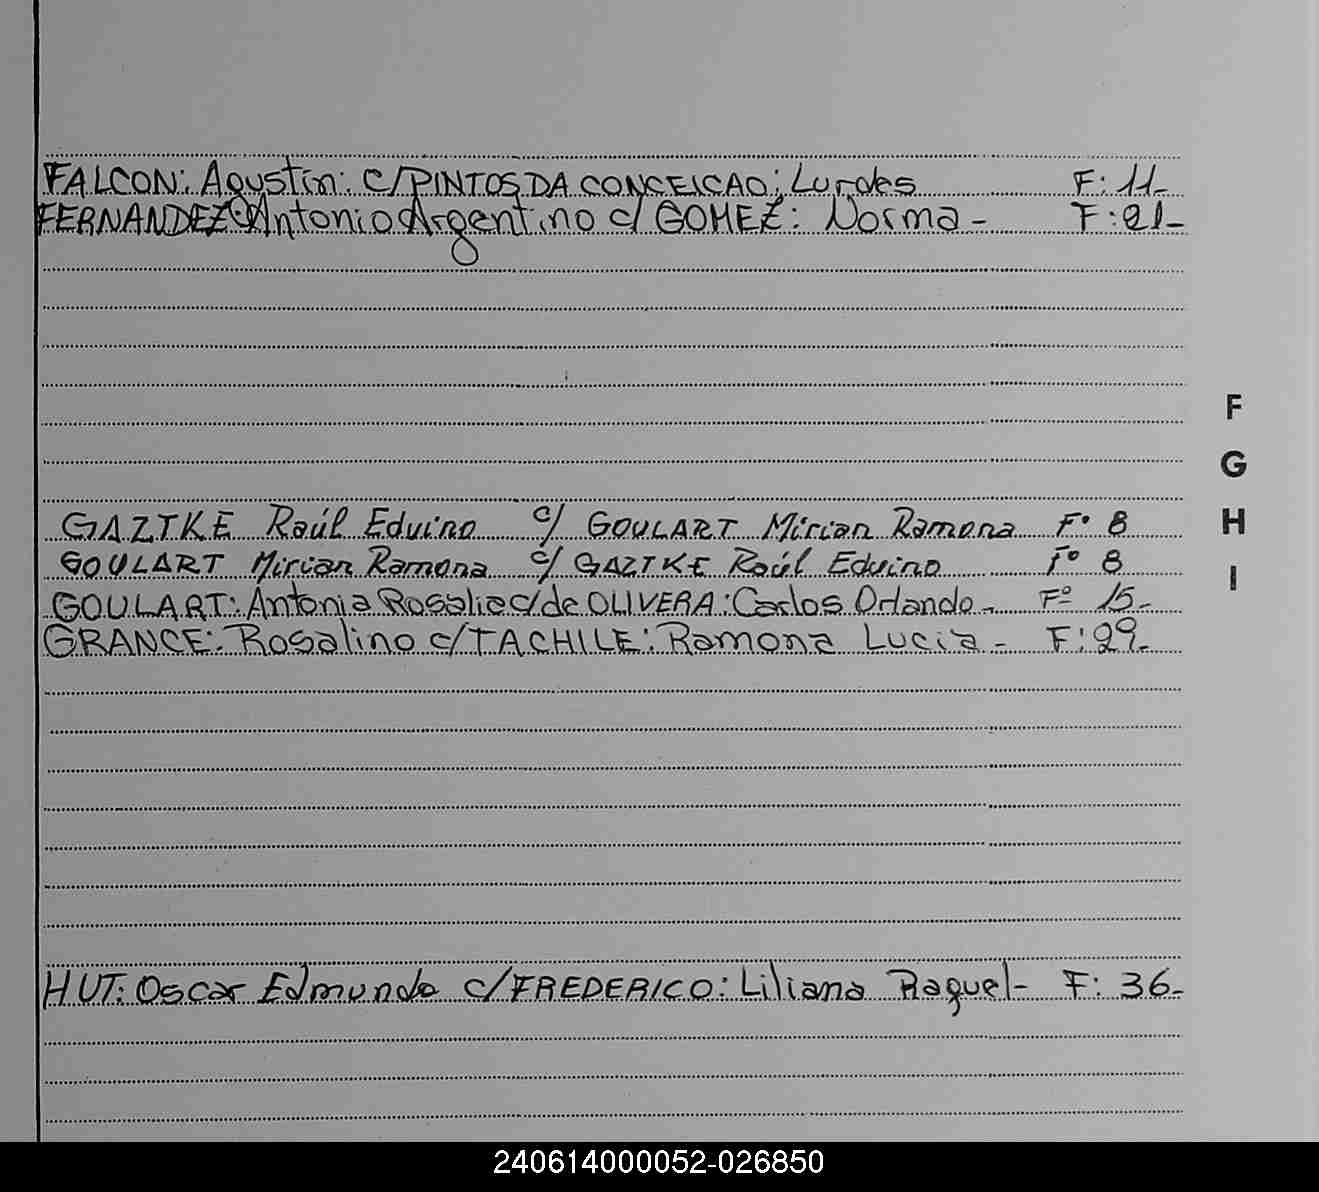 FALCON: Agustin: c/PINTOS DA CONCEICAO: Lurdes F: 11-
FERNANDEZ: Antonio Argentino c/ GOMEZ: Norma - F: 21-
F
G
GAZTKE Raúl Eduino c/ GOULART Mirian Ramona F° 8
H
GOULART Mirian Ramona c/ GAZTKE Raúl Eduino F° 8
I
GOULART: Antonia Rosalia c/de OLIVERA: Carlos Orlando - Fº 15-
GRANCE: Rosalino c/TACHILE: Ramona Lucia - F: 29-
HUT: Oscar Edmundo c/FREDERICO: Liliana Raquel- F: 36-
240614000052-026850